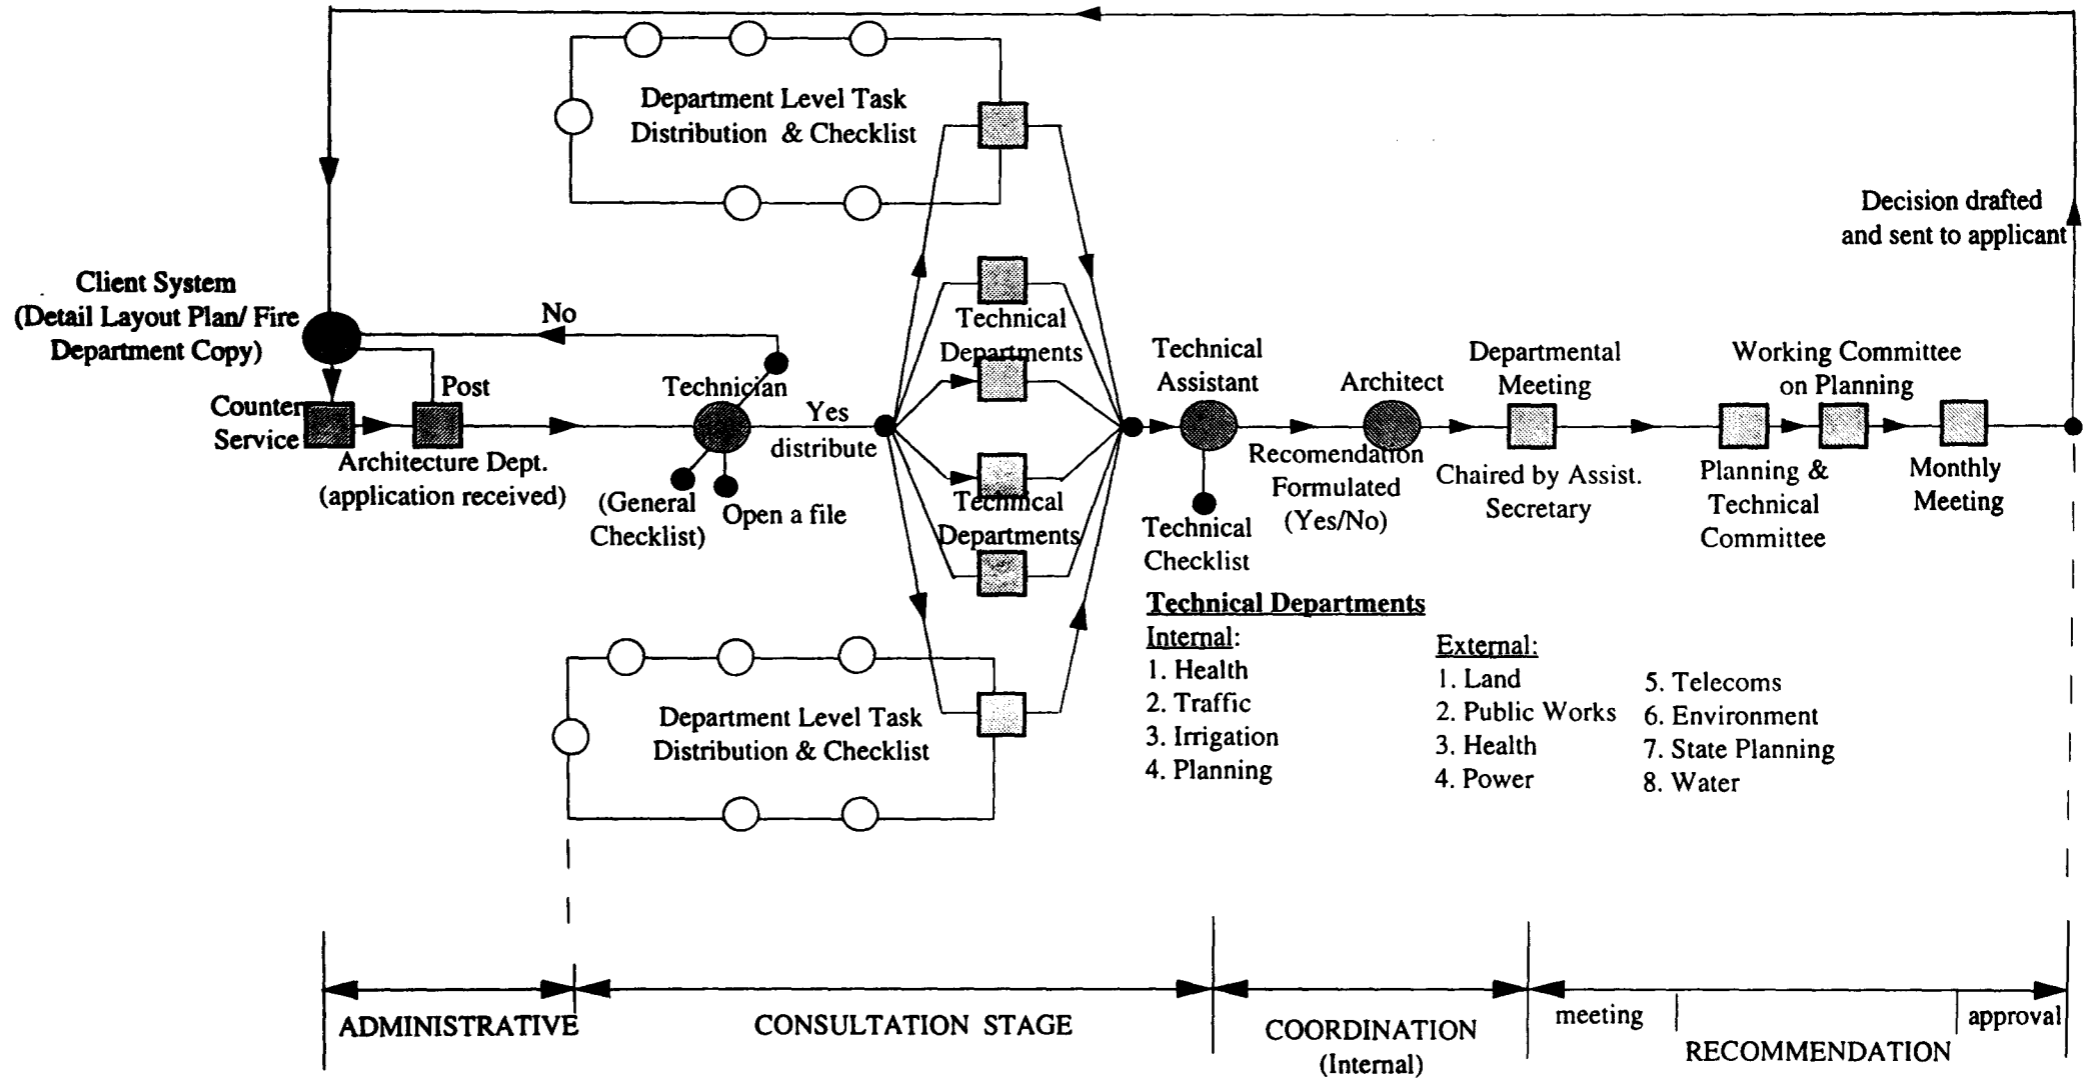 Department Level Task
Distribution & Checklist
Decision drafted
and sent to applicant
Client System
(Detail Layout Plan/ Fire
Department Copy)
No
Counter
Service
Post
Architecture Dept.
(application received)
Technician
Yes
distribute
(General
Checklist)
Open a file
Technical
Departments
Technical
Departments
Technical
Assistant
Technical
Checklist
Architect
Recomendation
Formulated
(Yes/No)
Departmental
Meeting
Chaired by Assist.
Secretary
Working Committee
on Planning
Planning &
Technical
Committee
Monthly
Meeting
Department Level Task
Distribution & Checklist
Technical Departments
Internal:
1. Health
2. Traffic
3. Irrigation
4. Planning
External:
1. Land
2. Public Works
3. Health
4. Power
5. Telecoms
6. Environment
7. State Planning
8. Water
ADMINISTRATIVE
CONSULTATION STAGE
COORDINATION
(Internal)
meeting
approval
RECOMMENDATION